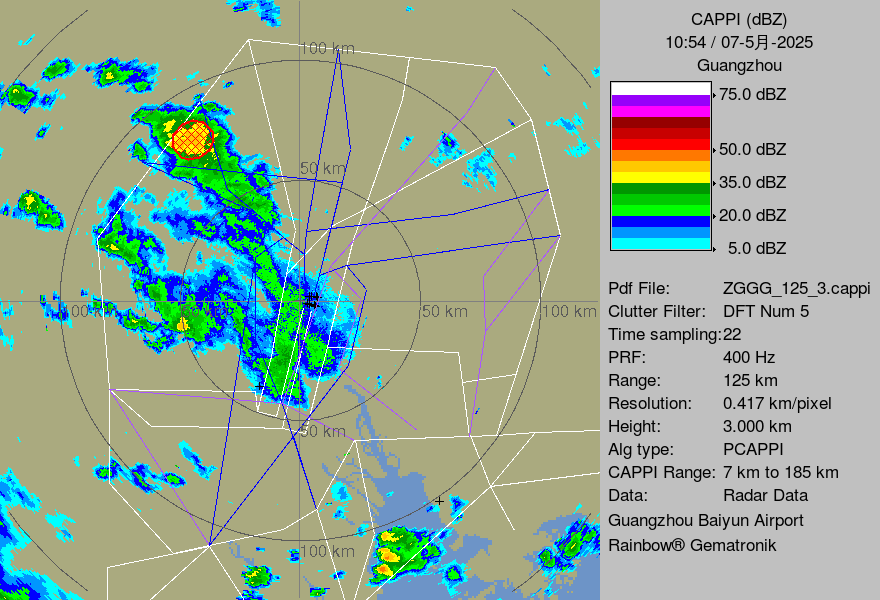 100 km
50 km
100 km
50 km
100 km
50 km
100 km
CAPPI (dBZ)
10:54 / 07-5月-2025
Guangzhou
75.0 dBZ
50.0 dBZ
35.0 dBZ
20.0 dBZ
5.0 dBZ
Pdf File: ZGGG_125_3.cappi
Clutter Filter: DFT Num 5
Time sampling:22
PRF: 400 Hz
Range: 125 km
Resolution: 0.417 km/pixel
Height: 3.000 km
Alg type: PCAPPI
CAPPI Range: 7 km to 185 km
Data: Radar Data
Guangzhou Baiyun Airport
Rainbow® Gematronik